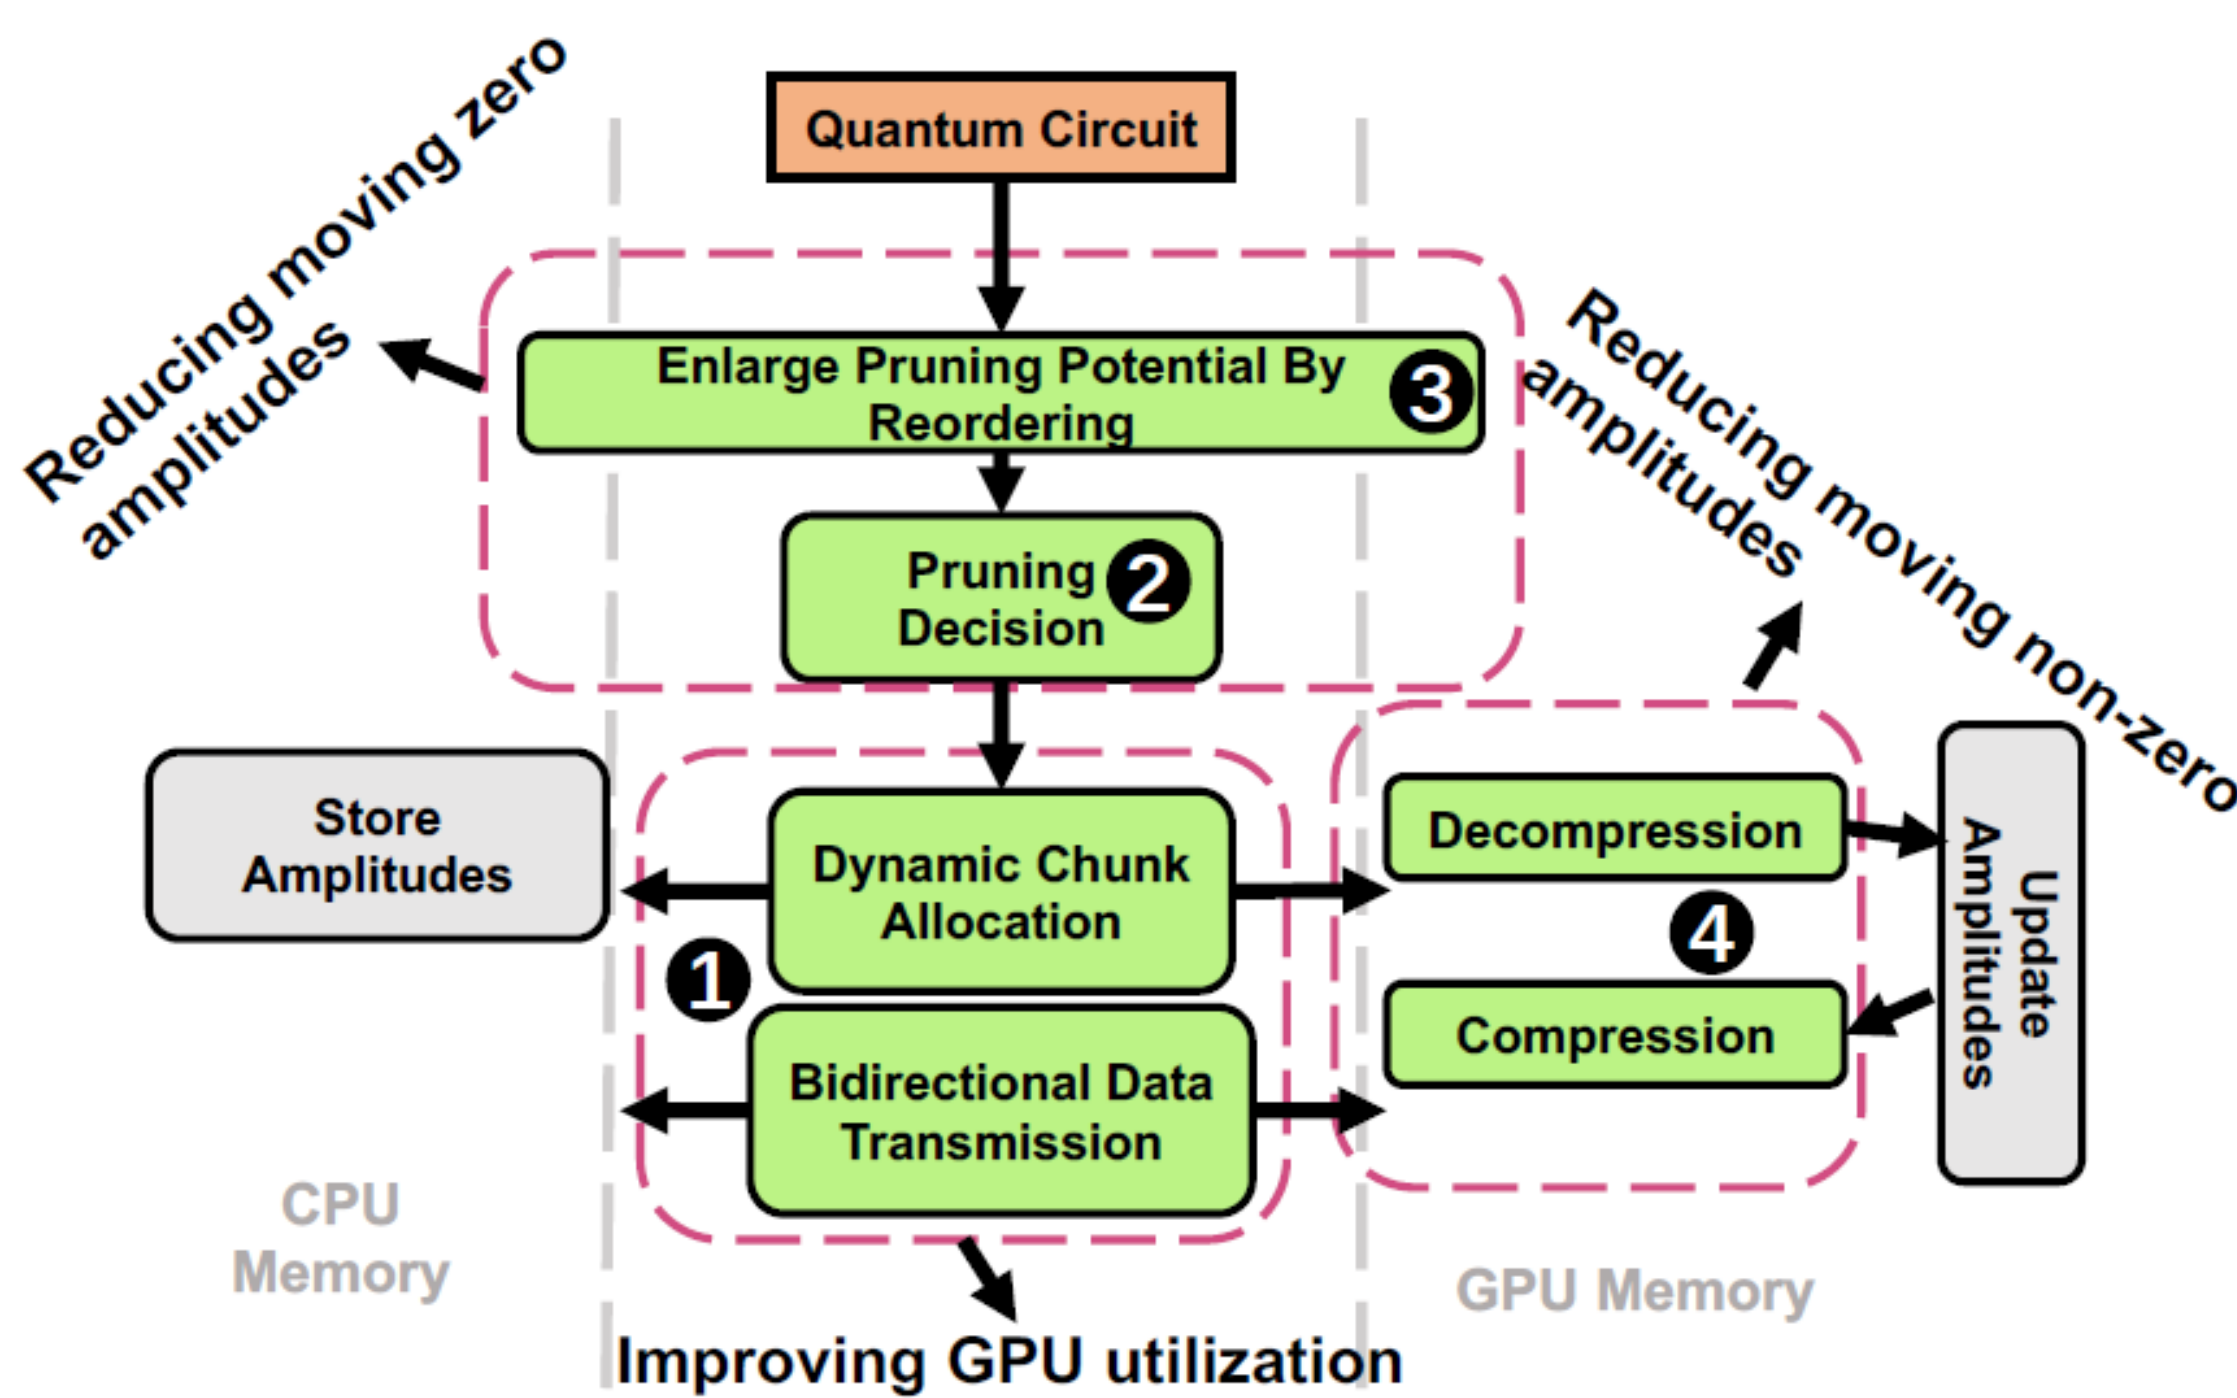 Quantum Circuit
Reducing moving zero
amplitudes
Enlarge Pruning Potential By
Reordering
3
Reducing moving non-zero
amplitudes
Pruning
Decision
2
Store
Amplitudes
Dynamic Chunk
Allocation
1
Bidirectional Data
Transmission
Decompression
4
Compression
Update
Amplitudes
CPU
Memory
GPU Memory
Improving GPU utilization